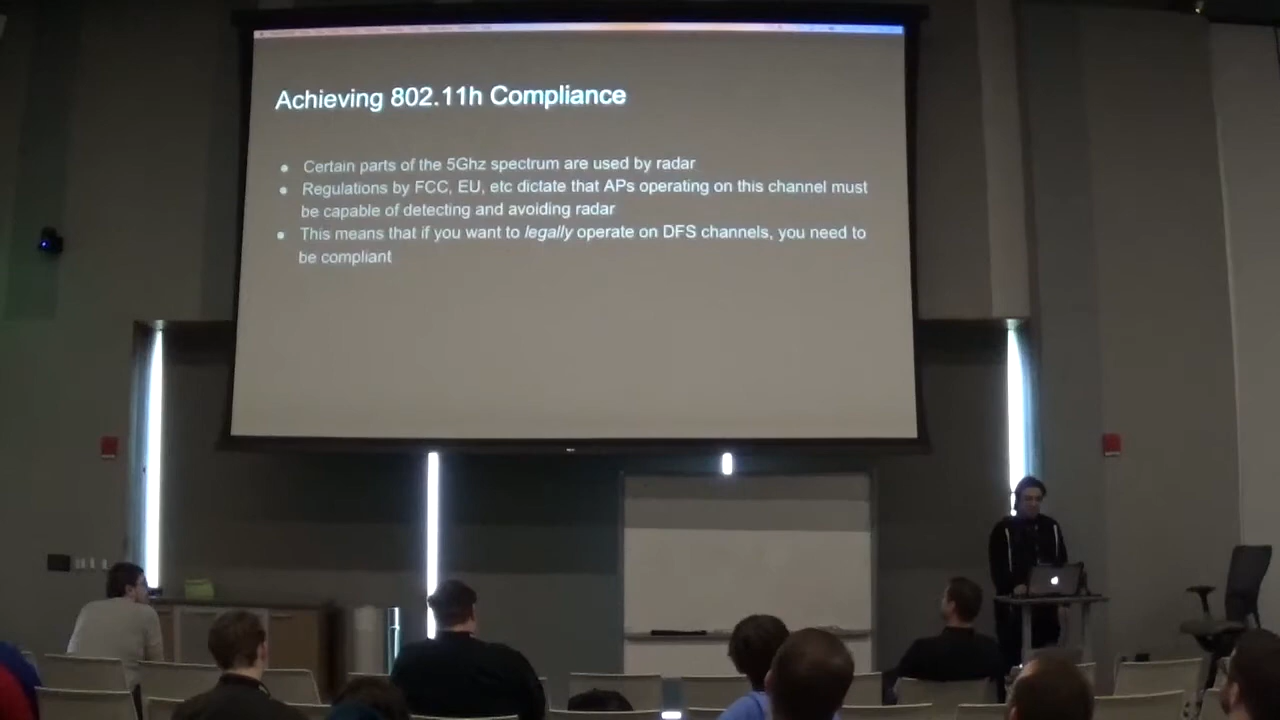 Achieving 802.11h Compliance
● Certain parts of the 5Ghz spectrum are used by radar
● Regulations by FCC, EU, etc dictate that APs operating on this channel must
be capable of detecting and avoiding radar
● This means that if you want to legally operate on DFS channels, you need to
be compliant